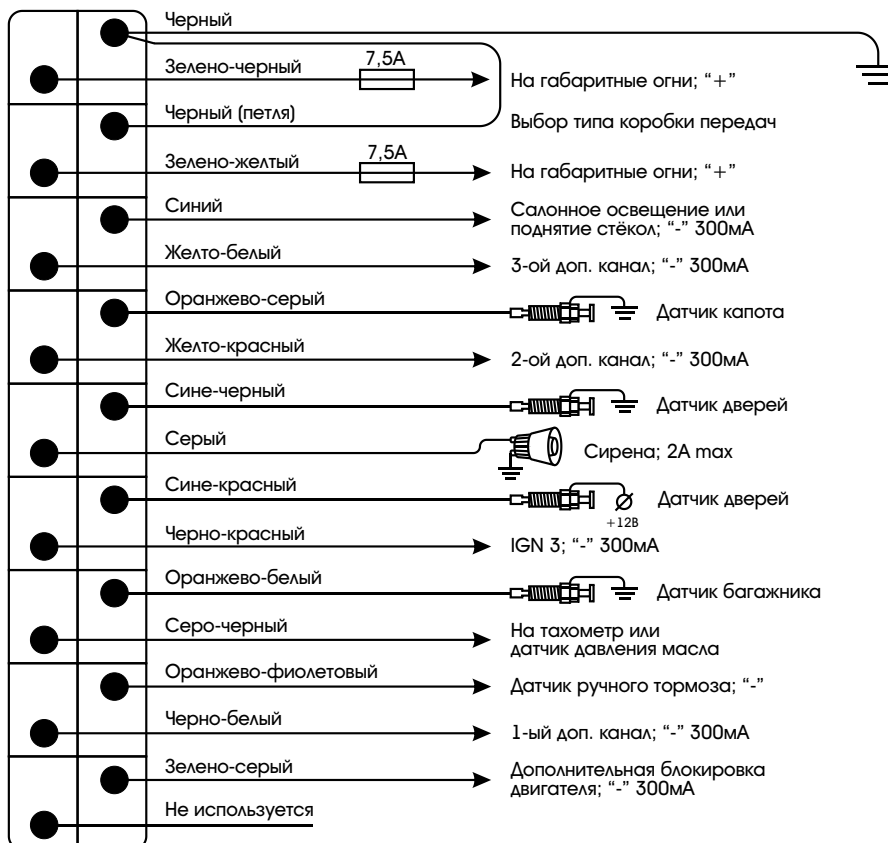 Черный
Зелено-черный
7,5А
На габаритные огни; “+”
Черный (петля)
Выбор типа коробки передач
Зелено-желтый
7,5А
На габаритные огни; “+”
Синий
Салонное освещение или
поднятие стёкол; “-” 300мА
Желто-белый
3-ой доп. канал; “-” 300мА
Оранжево-серый
Датчик капота
Желто-красный
2-ой доп. канал; “-” 300мА
Сине-черный
Датчик дверей
Серый
Сирена; 2А max
Сине-красный
Датчик дверей
+12В
Черно-красный
IGN 3; “-” 300мА
Оранжево-белый
Датчик багажника
Серо-черный
На тахометр или
датчик давления масла
Оранжево-фиолетовый
Датчик ручного тормоза; “-”
Черно-белый
1-ый доп. канал; “-” 300мА
Зелено-серый
Дополнительная блокировка
двигателя; “-” 300мА
Не используется